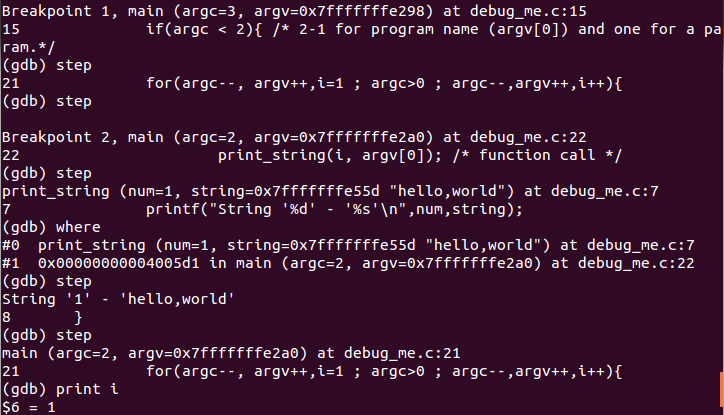 Breakpoint 1, main (argc=3, argv=0x7fffffffe298) at debug_me.c:15
15              if(argc < 2){ /* 2-1 for program name (argv[0]) and one for a pa
ram.*/
(gdb) step
21              for(argc--, argv++,i=1 ; argc>0 ; argc--,argv++,i++){
(gdb) step
Breakpoint 2, main (argc=2, argv=0x7fffffffe2a0) at debug_me.c:22
22                      print_string(i, argv[0]); /* function call */
(gdb) step
print_string (num=1, string=0x7fffffffe55d "hello,world") at debug_me.c:7
7               printf("String '%d' - '%s'\n",num,string);
(gdb) where
#0  print_string (num=1, string=0x7fffffffe55d "hello,world") at debug_me.c:7
#1  0x00000000004005d1 in main (argc=2, argv=0x7fffffffe2a0) at debug_me.c:22
(gdb) step
String '1' - 'hello,world'
8       }
(gdb) step
main (argc=2, argv=0x7fffffffe2a0) at debug_me.c:21
21              for(argc--, argv++,i=1 ; argc>0 ; argc--,argv++,i++){
(gdb) print i
$6 = 1